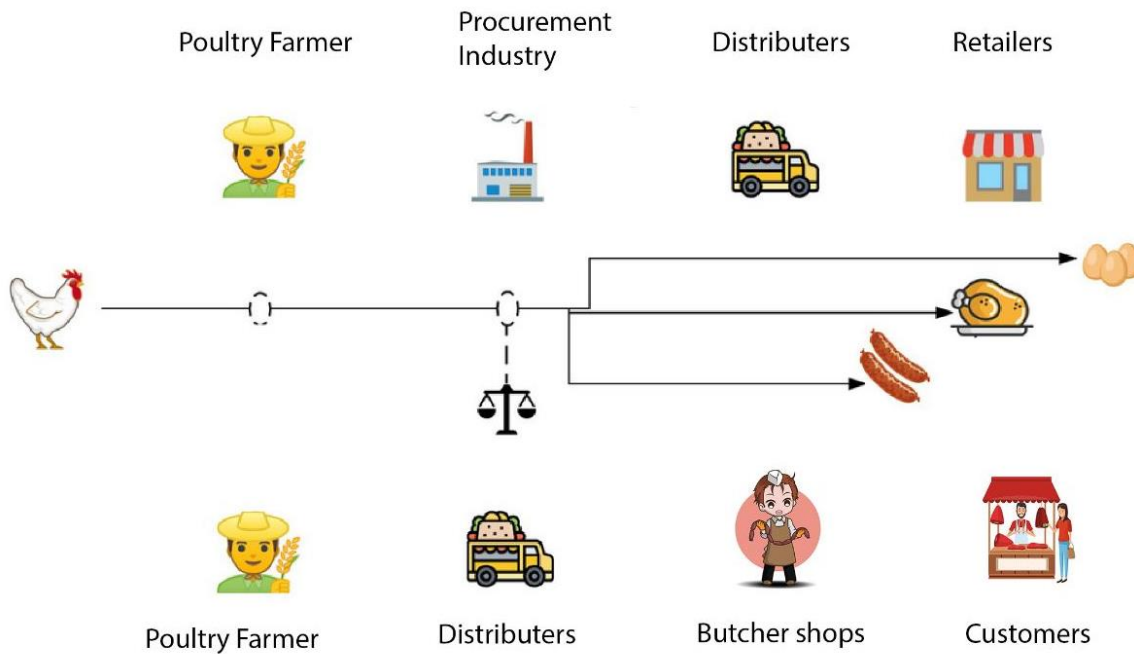 Poultry Farmer
Procurement
Industry
Distributers
Retailers
Poultry Farmer
Distributers
Butcher shops
Customers